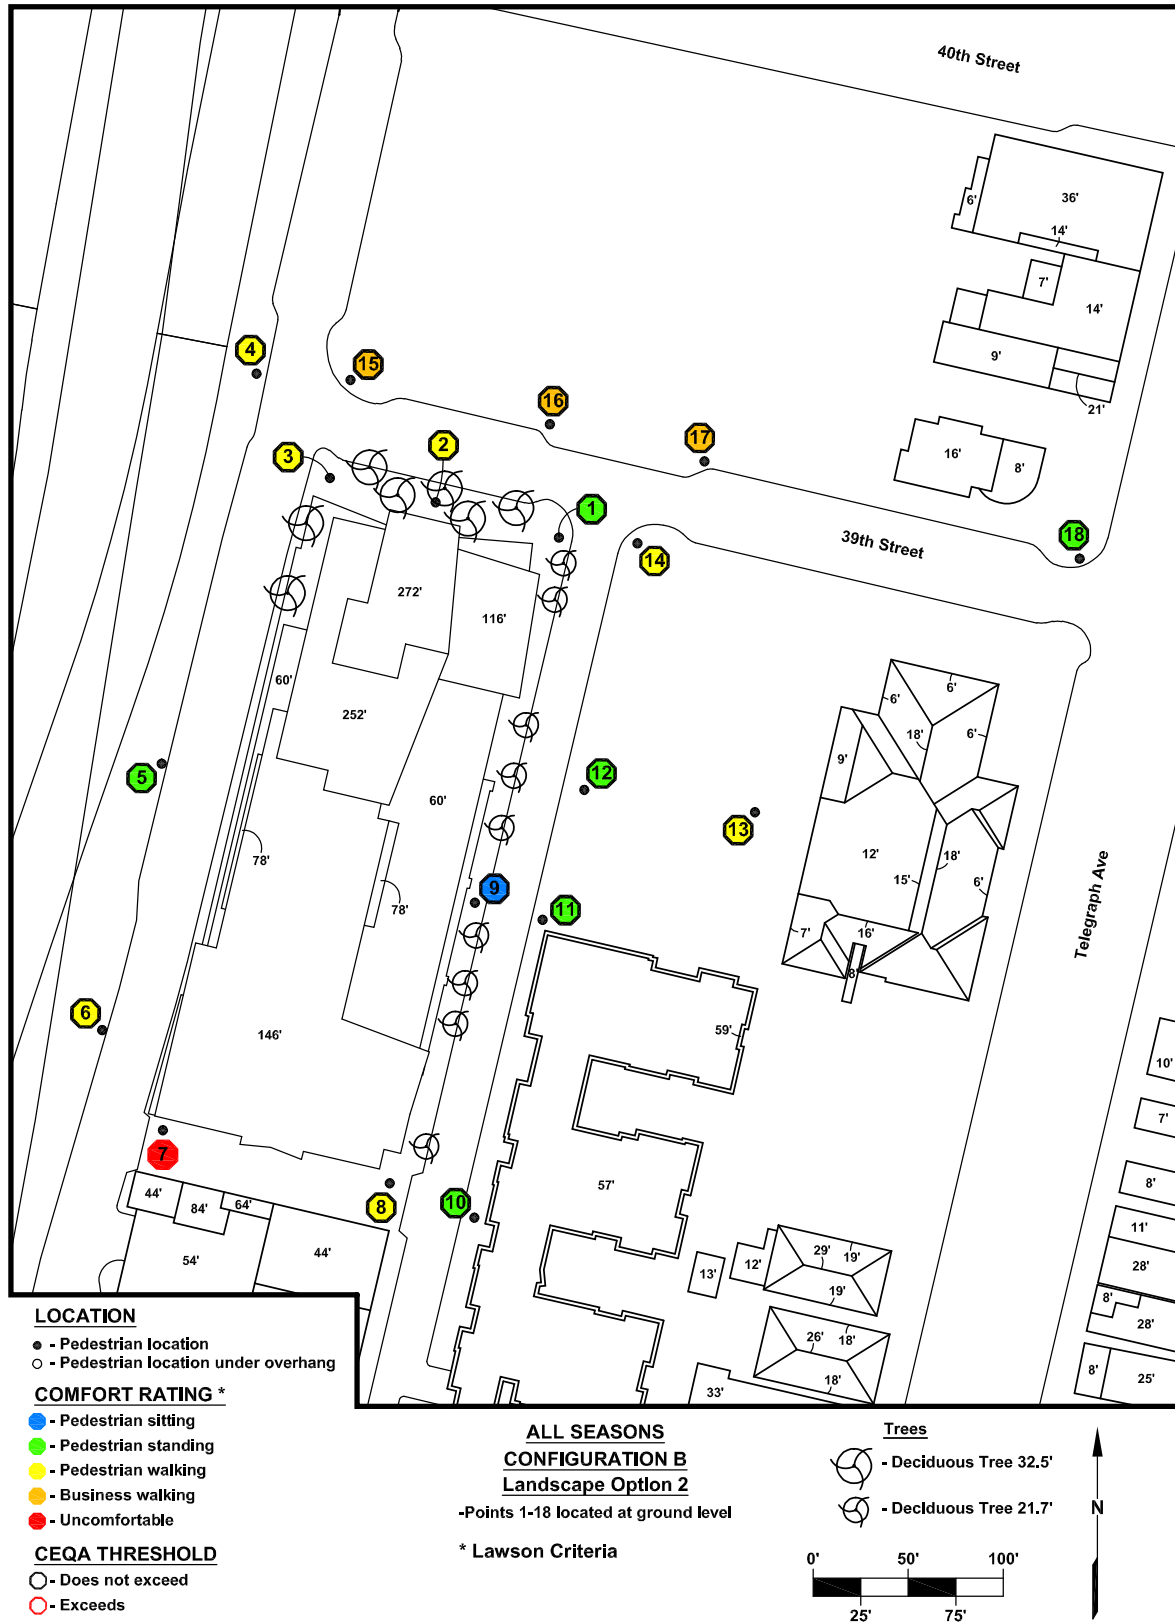 40th Street
36'
6'
14'
7'
14'
9'
21'
4
15
16
17
2
3
16'
8'
1
18
39th Street
14
272'
116'
6'
60'
6'
252'
18'
6'
9'
5
12
60'
13
78'
12'
18'
15'
6'
9
78'
11
7'
16'
8'
Telegraph Ave
6
59'
146'
10'
7'
7
57'
8'
44'
84'
64'
8
10
11'
54'
44'
29'
19'
12'
13'
19'
28'
8'
28'
26'
18'
18'
33'
8'
25'
LOCATION
- Pedestrian location
- Pedestrian location under overhang
COMFORT RATING *
- Pedestrian sitting
- Pedestrian standing
- Pedestrian walking
- Business walking
- Uncomfortable
CEQA THRESHOLD
- Does not exceed
- Exceeds
ALL SEASONS
CONFIGURATION B
Landscape Option 2
-Points 1-18 located at ground level
* Lawson Criteria
Trees
- Deciduous Tree 32.5'
- Deciduous Tree 21.7'
N
0' 50' 100'
25' 75'